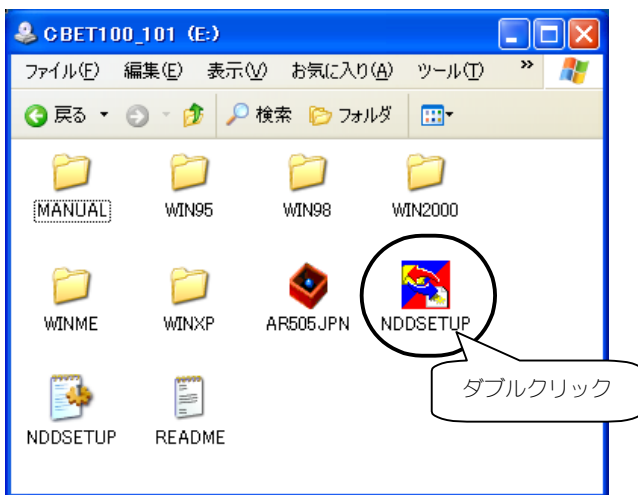 CBET100_101 (E:)
ファイル(F) 編集(E) 表示(V) お気に入り(A) ツール(T) »
戻る 検索 フォルダ
MANUAL WIN95 WIN98 WIN2000
WINME WINXP AR505JPN NDDSETUP
ダブルクリック
NDDSETUP README